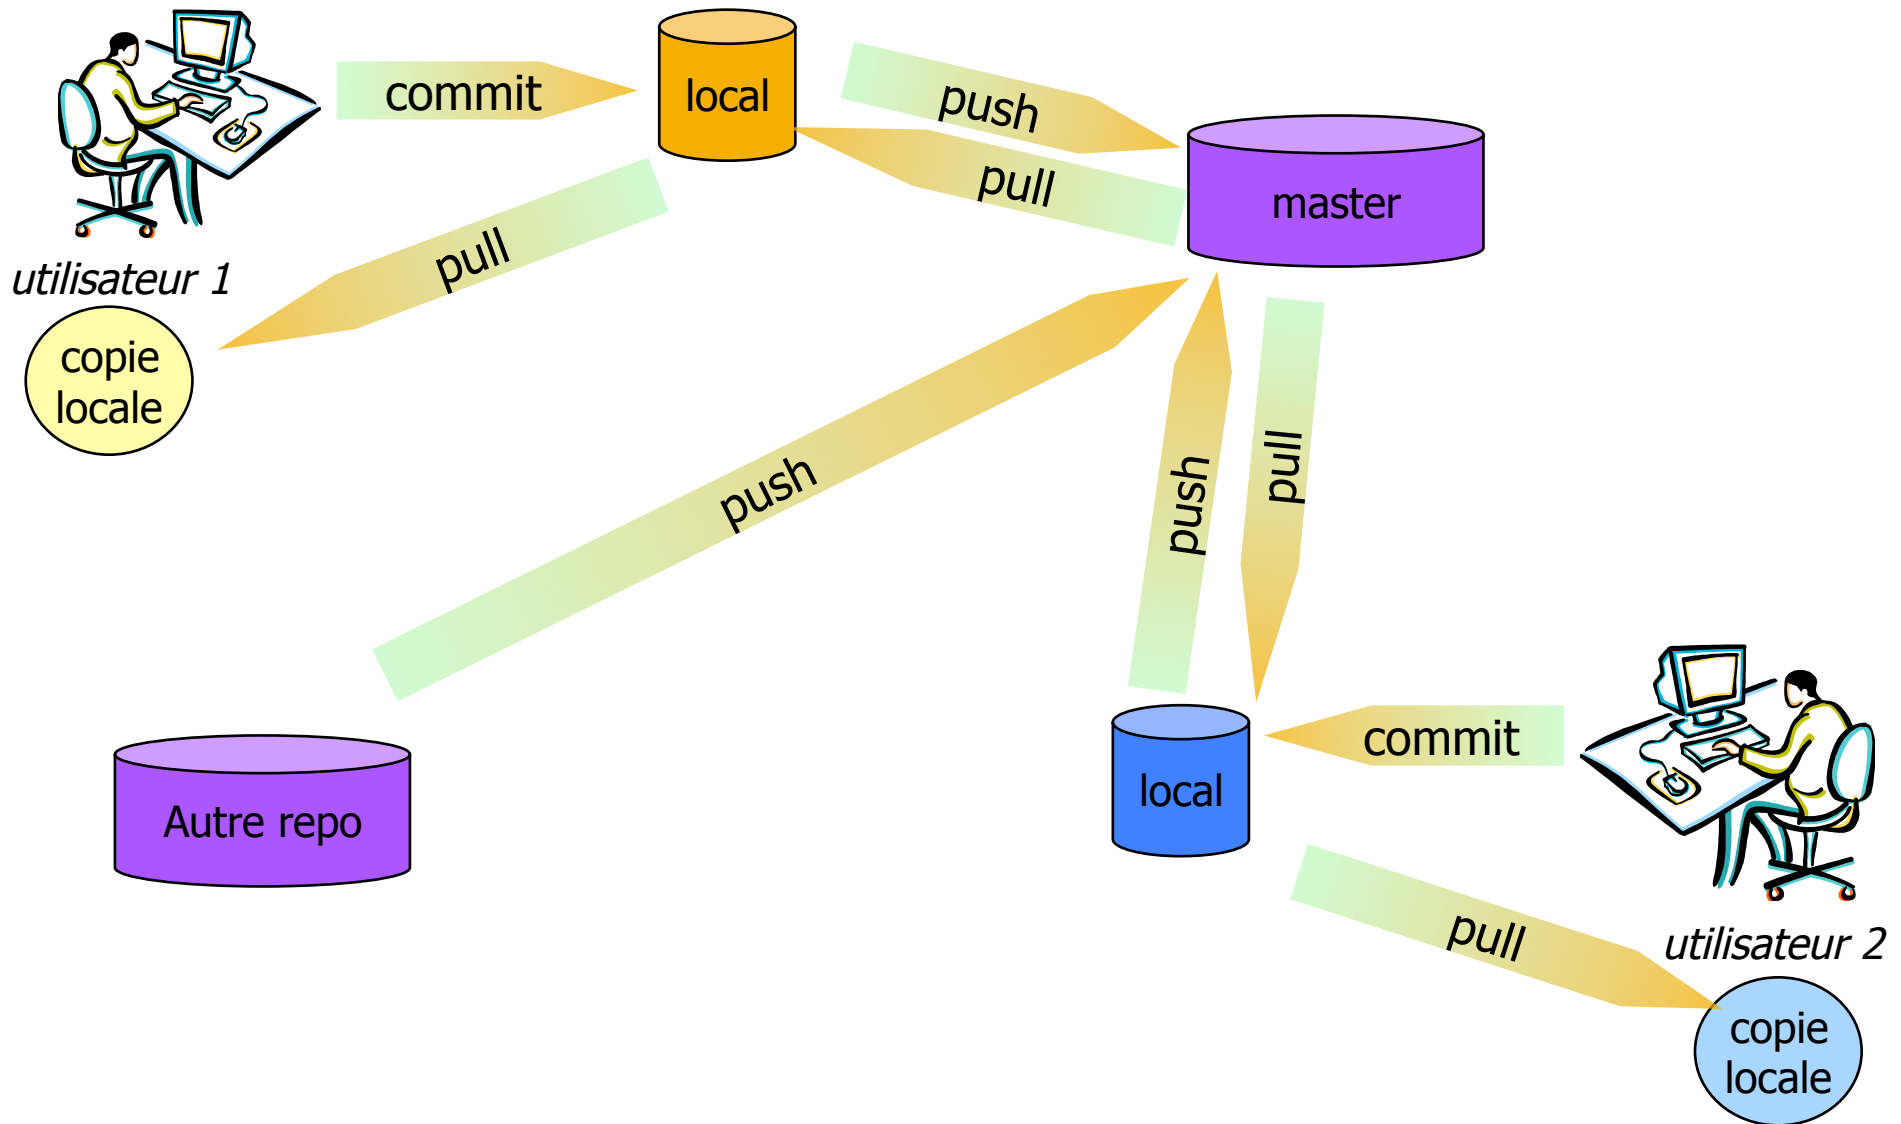 commit
local
push
pull
master
pull
utilisateur 1
copie
locale
push
push
pull
Autre repo
local
commit
pull
utilisateur 2
copie
locale